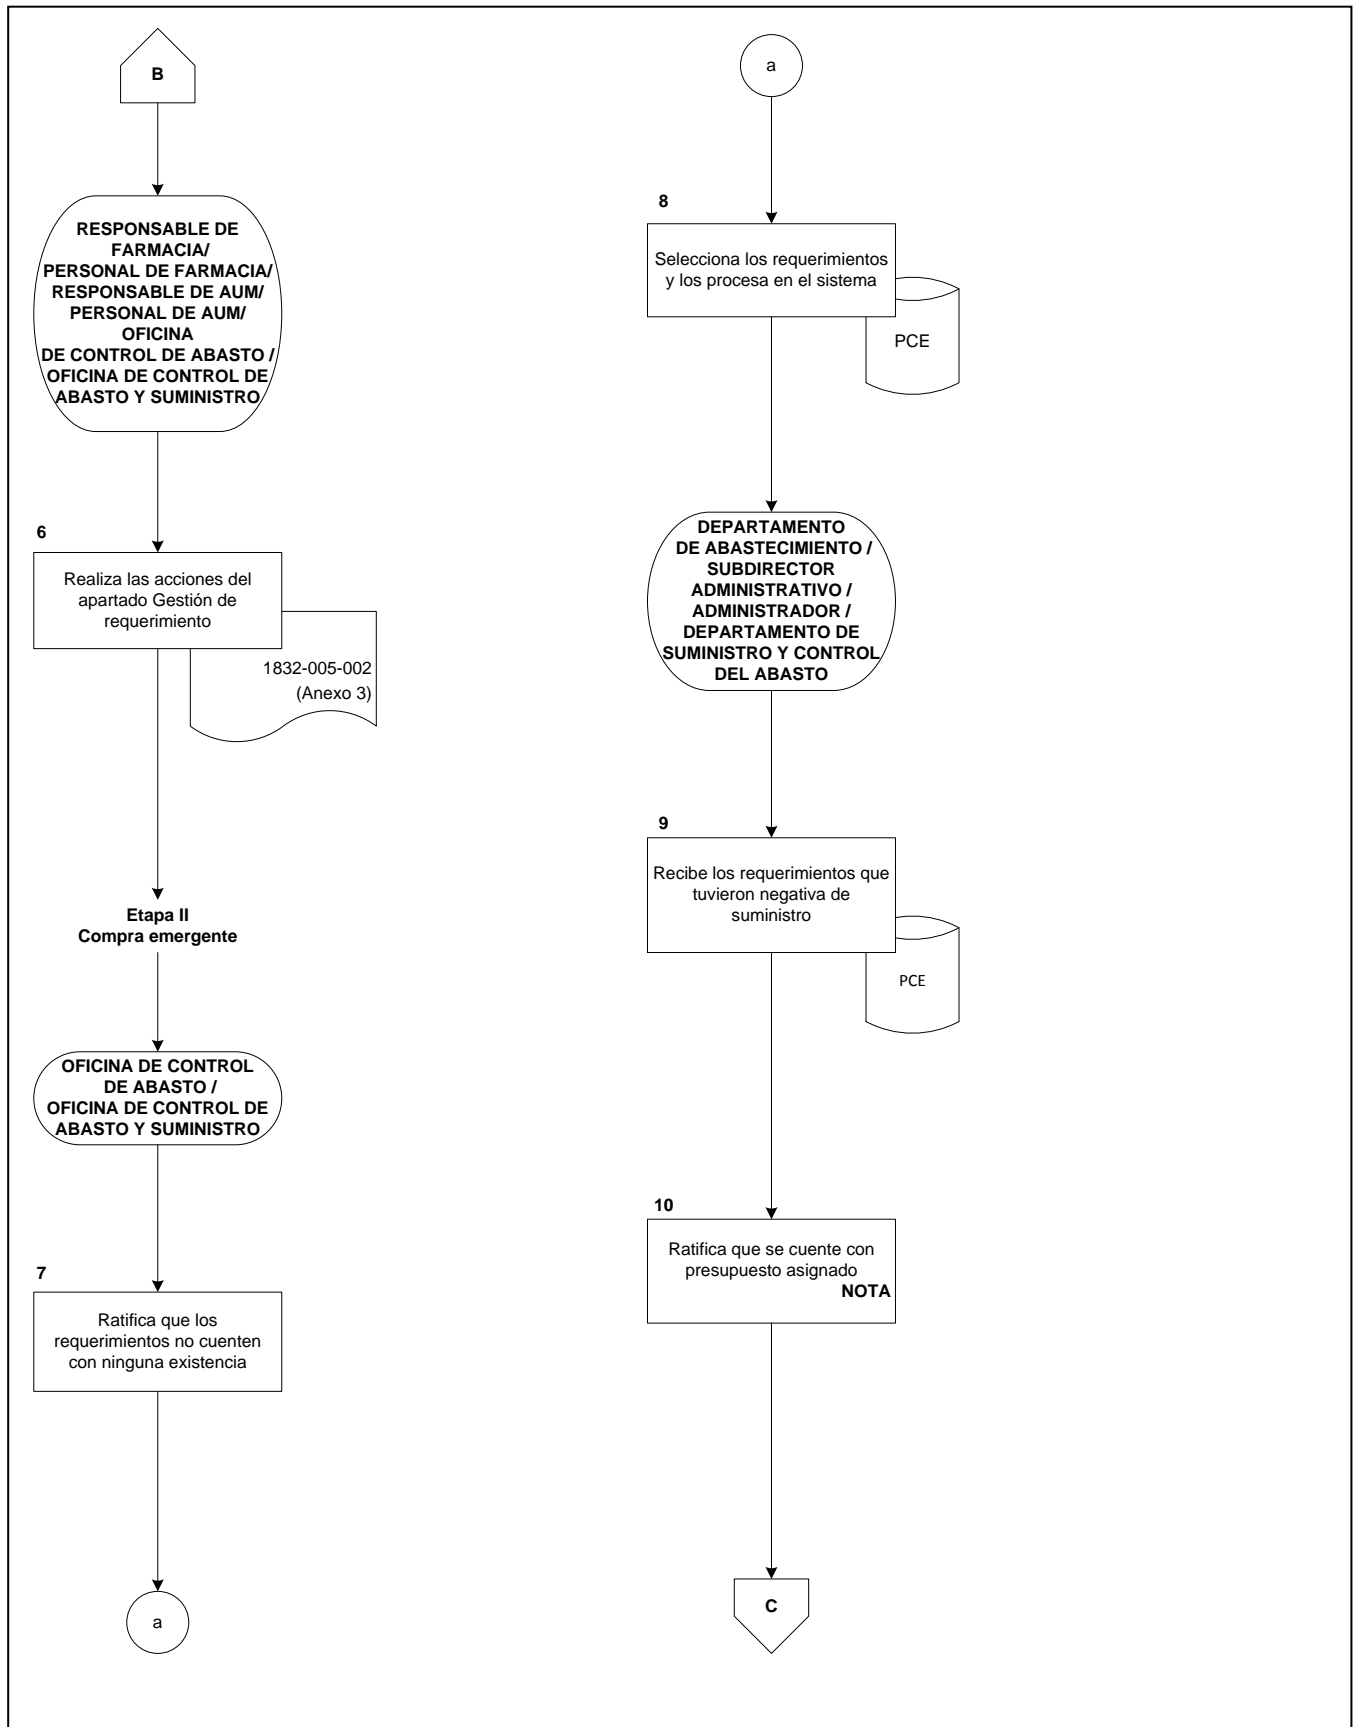 B
RESPONSABLE DE
FARMACIA/
PERSONAL DE FARMACIA/
RESPONSABLE DE AUM/
PERSONAL DE AUM/
OFICINA
DE CONTROL DE ABASTO /
OFICINA DE CONTROL DE
ABASTO Y SUMINISTRO
6
Realiza las acciones del
apartado Gestión de
requerimiento
1832-005-002
(Anexo 3)
Etapa II
Compra emergente
OFICINA DE CONTROL
DE ABASTO /
OFICINA DE CONTROL DE
ABASTO Y SUMINISTRO
7
Ratifica que los
requerimientos no cuenten
con ninguna existencia
a
a
8
Selecciona los requerimientos
y los procesa en el sistema
PCE
DEPARTAMENTO
DE ABASTECIMIENTO /
SUBDIRECTOR
ADMINISTRATIVO /
ADMINISTRADOR /
DEPARTAMENTO DE
SUMINISTRO Y CONTROL
DEL ABASTO
9
Recibe los requerimientos que
tuvieron negativa de
suministro
PCE
10
Ratifica que se cuente con
presupuesto asignado
NOTA
C